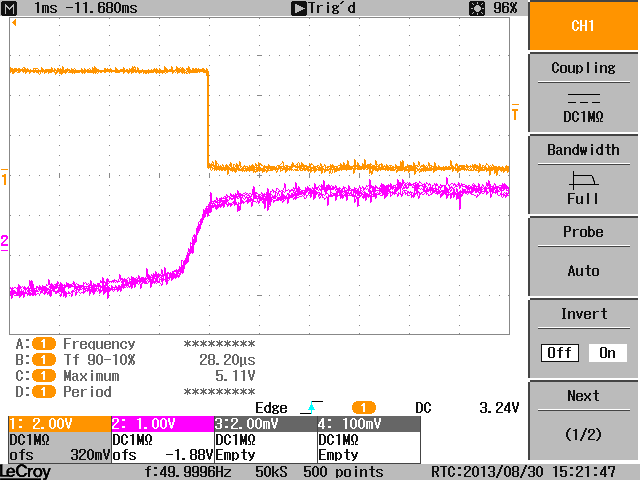 M 1ms -11.680ms Trig'd 96%
CH1
Coupling
DC1MΩ
Bandwidth
Full
Probe
Auto
Invert
Off On
Next
(1/2)
T
1
2
A: 1 Frequency *********
B: 1 Tf 90-10% 28.20µs
C: 1 Maximum 5.11V
D: 1 Period *********
Edge 1 DC 3.24V
1: 2.00V 2: 1.00V 3:2.00mV 4: 100mV
DC1MΩ DC1MΩ DC1MΩ DC1MΩ
ofs 320mV ofs -1.88V Empty Empty
LeCroy f:49.9996Hz 50kS 500 points RTC:2013/08/30 15:21:47